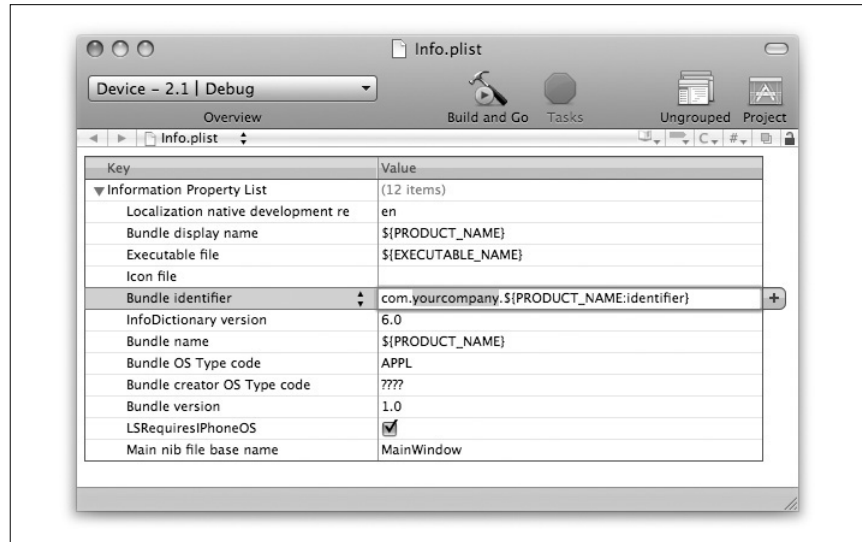 Info.plist
Device – 2.1 | Debug
Overview
Build and Go
Tasks
Ungrouped
Project
Info.plist
C
#
Key Value
Information Property List (12 items)
Localization native development re en
Bundle display name ${PRODUCT_NAME}
Executable file ${EXECUTABLE_NAME}
Icon file
Bundle identifier com.yourcompany.${PRODUCT_NAME:identifier}
InfoDictionary version 6.0
Bundle name ${PRODUCT_NAME}
Bundle OS Type code APPL
Bundle creator OS Type code ????
Bundle version 1.0
LSRequiresIPhoneOS
Main nib file base name MainWindow